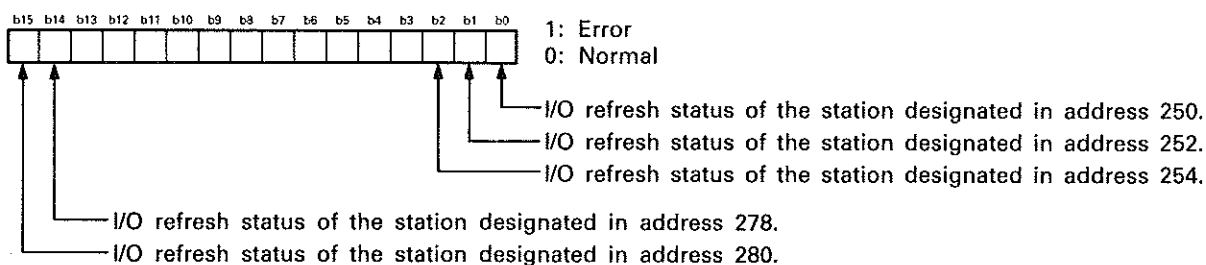 b15 b14 b13 b12 b11 b10 b9 b8 b7 b6 b5 b4 b3 b2 b1 b0
1: Error
0: Normal
I/O refresh status of the station designated in address 250.
I/O refresh status of the station designated in address 252.
I/O refresh status of the station designated in address 254.
I/O refresh status of the station designated in address 278.
I/O refresh status of the station designated in address 280.